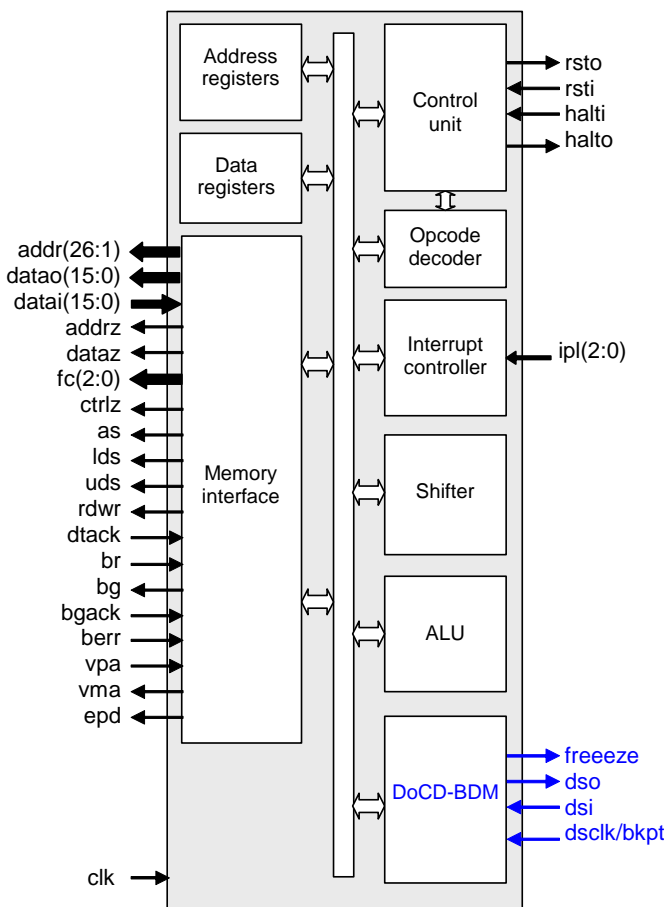 Address
registers
Data
registers
Control
unit
rsto
rsti
halti
halto
Opcode
decoder
addr(26:1)
datao(15:0)
datai(15:0)
addrz
dataz
fc(2:0)
ctrlz
as
lds
uds
rdwr
dtack
br
bg
bgack
berr
vpa
vma
epd
Memory
interface
Interrupt
controller
ipl(2:0)
Shifter
ALU
DoCD-BDM
freeeze
dso
dsi
dsclk/bkpt
clk